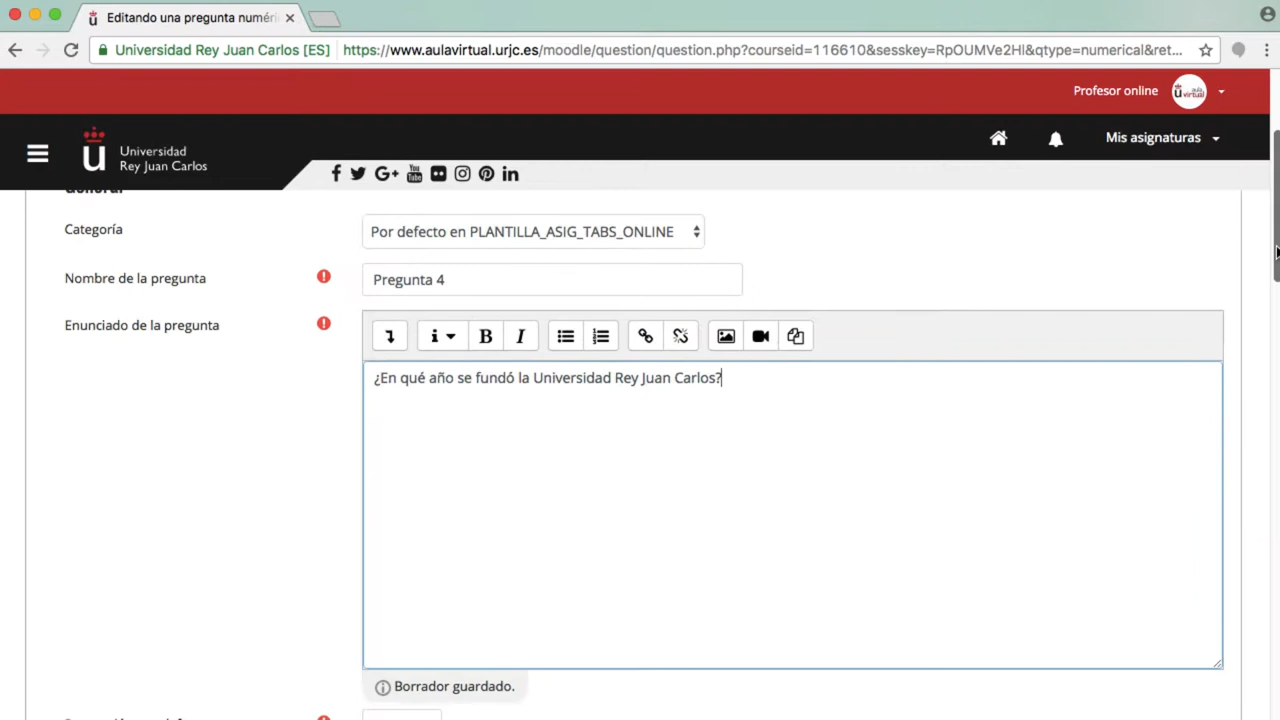 Editando una pregunta numéri
Universidad Rey Juan Carlos [ES]
https://www.aulavirtual.urjc.es/moodle/question/question.php?courseid=116610&sesskey=RpOUMVe2Hl&qtype=numerical&ret...
Profesor online
aula
virtual
Universidad
Rey Juan Carlos
Mis asignaturas
General
Categoría
Por defecto en PLANTILLA_ASIG_TABS_ONLINE
Nombre de la pregunta
Pregunta 4
Enunciado de la pregunta
¿En qué año se fundó la Universidad Rey Juan Carlos?
Borrador guardado.